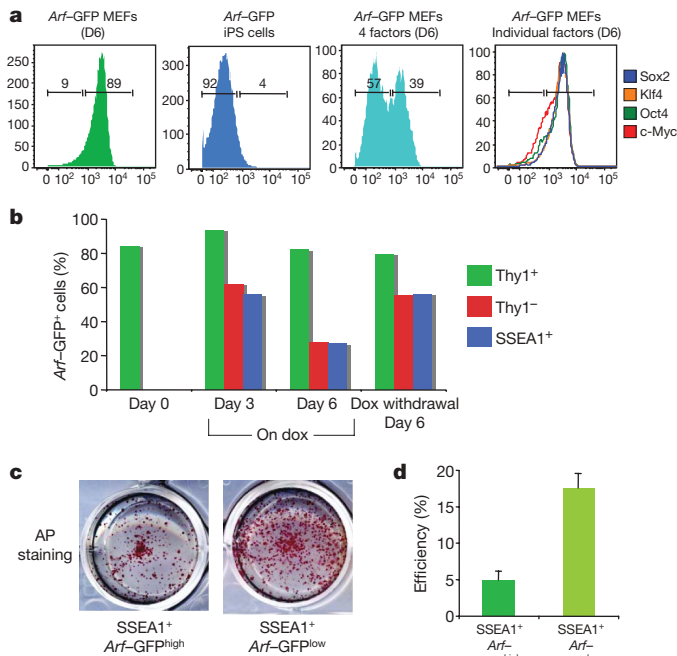 a
Arf–GFP MEFs
(D6)
Arf–GFP
iPS cells
Arf–GFP MEFs
4 factors (D6)
Arf–GFP MEFs
Individual factors (D6)
250
200
150
100
50
0
9
89
0 10² 10³ 10⁴ 10⁵
300
200
100
0
92
4
0 10² 10³ 10⁴ 10⁵
100
80
60
40
20
0
57
39
0 10² 10³ 10⁴ 10⁵
100
80
60
40
20
0
0 10² 10³ 10⁴ 10⁵
Sox2
Klf4
Oct4
c-Myc
b
Arf–GFP⁺ cells (%)
100
80
60
40
20
0
Day 0
Day 3
Day 6
Dox withdrawal
Day 6
On dox
Thy1⁺
Thy1⁻
SSEA1⁺
c
AP
staining
SSEA1⁺
Arf–GFPhigh
SSEA1⁺
Arf–GFPlow
d
Efficiency (%)
20
15
10
5
0
SSEA1⁺
Arf–
SSEA1⁺
Arf–